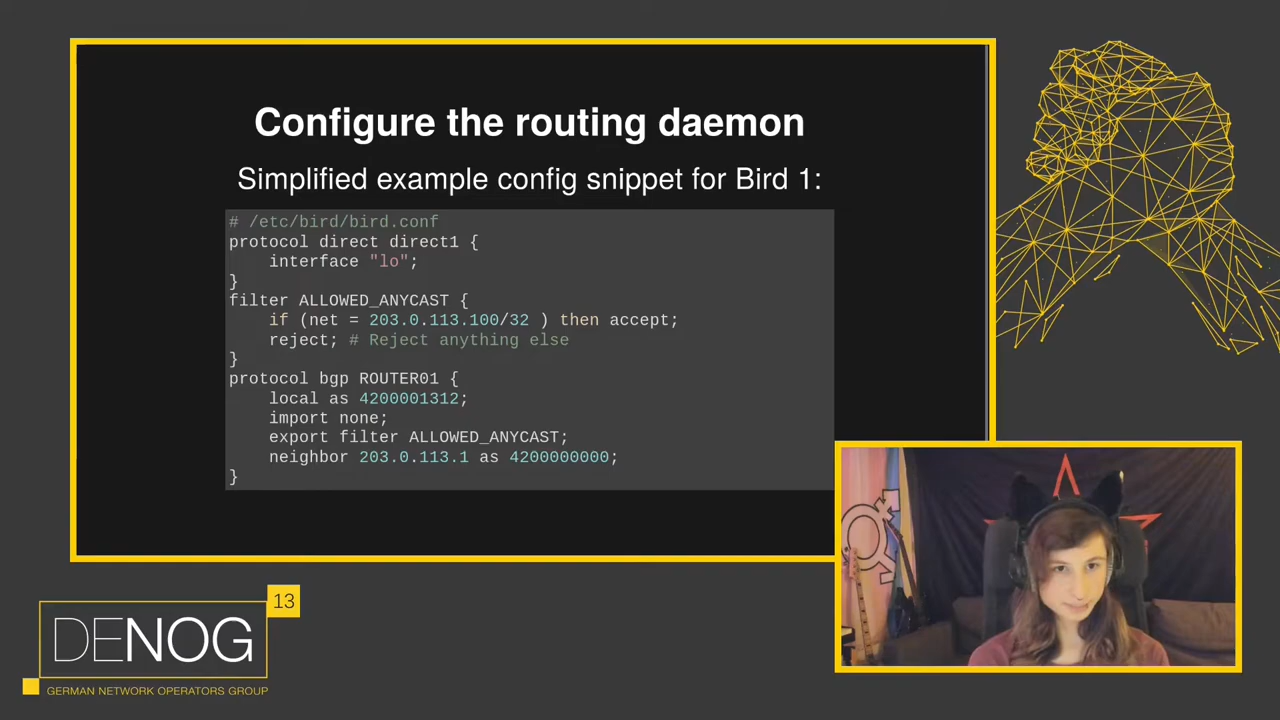 Configure the routing daemon
Simplified example config snippet for Bird 1:
# /etc/bird/bird.conf
protocol direct direct1 {
    interface "lo";
}
filter ALLOWED_ANYCAST {
    if (net = 203.0.113.100/32 ) then accept;
    reject; # Reject anything else
}
protocol bgp ROUTER01 {
    local as 4200001312;
    import none;
    export filter ALLOWED_ANYCAST;
    neighbor 203.0.113.1 as 4200000000;
}
13
DENOG
GERMAN NETWORK OPERATORS GROUP